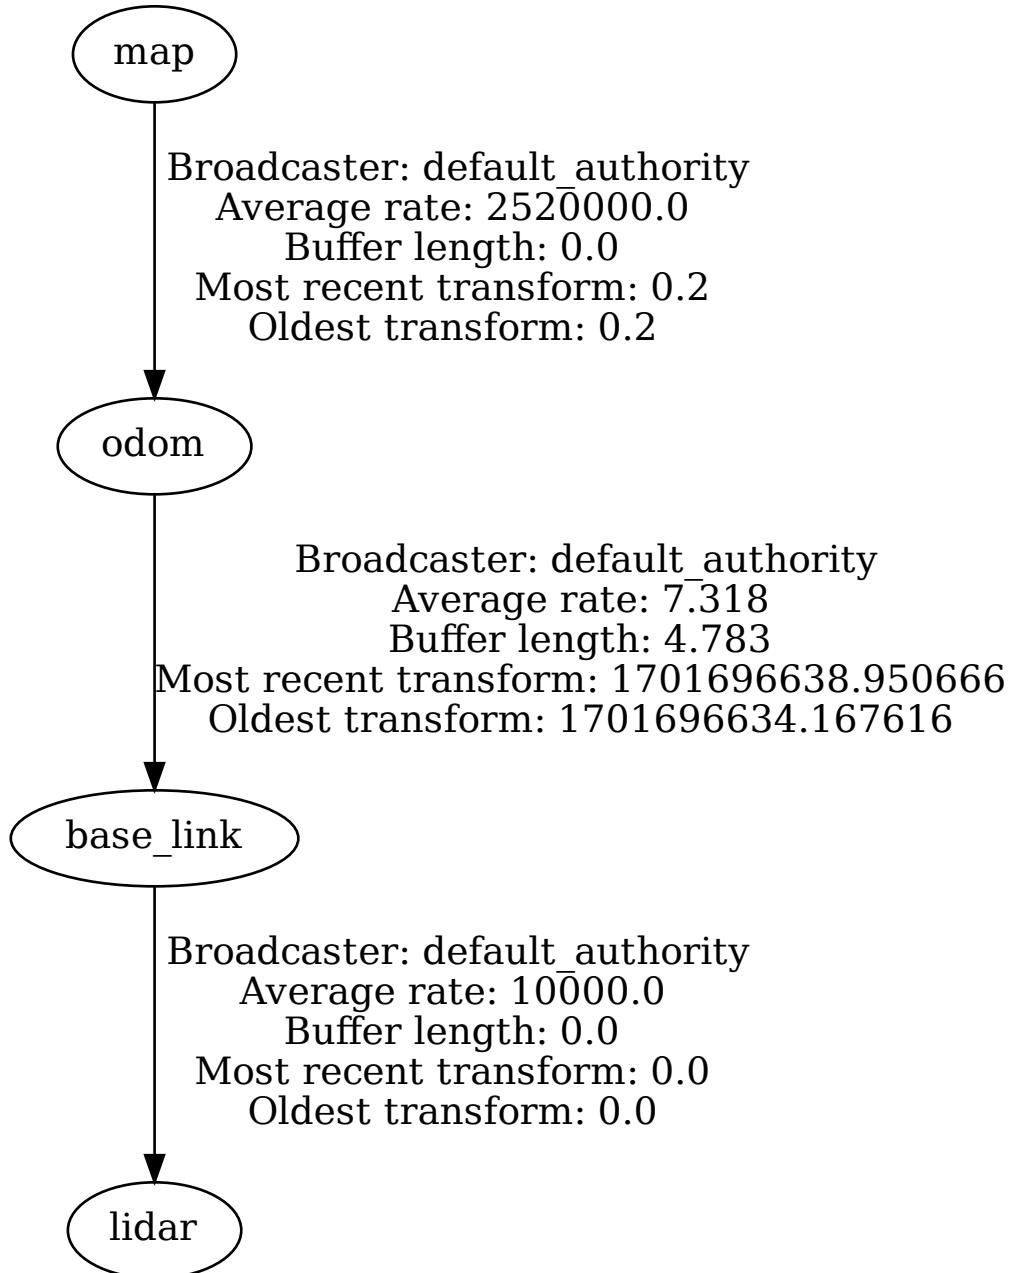 map
Broadcaster: default_authority
Average rate: 2520000.0
Buffer length: 0.0
Most recent transform: 0.2
Oldest transform: 0.2
odom
Broadcaster: default_authority
Average rate: 7.318
Buffer length: 4.783
Most recent transform: 1701696638.950666
Oldest transform: 1701696634.167616
base_link
Broadcaster: default_authority
Average rate: 10000.0
Buffer length: 0.0
Most recent transform: 0.0
Oldest transform: 0.0
lidar